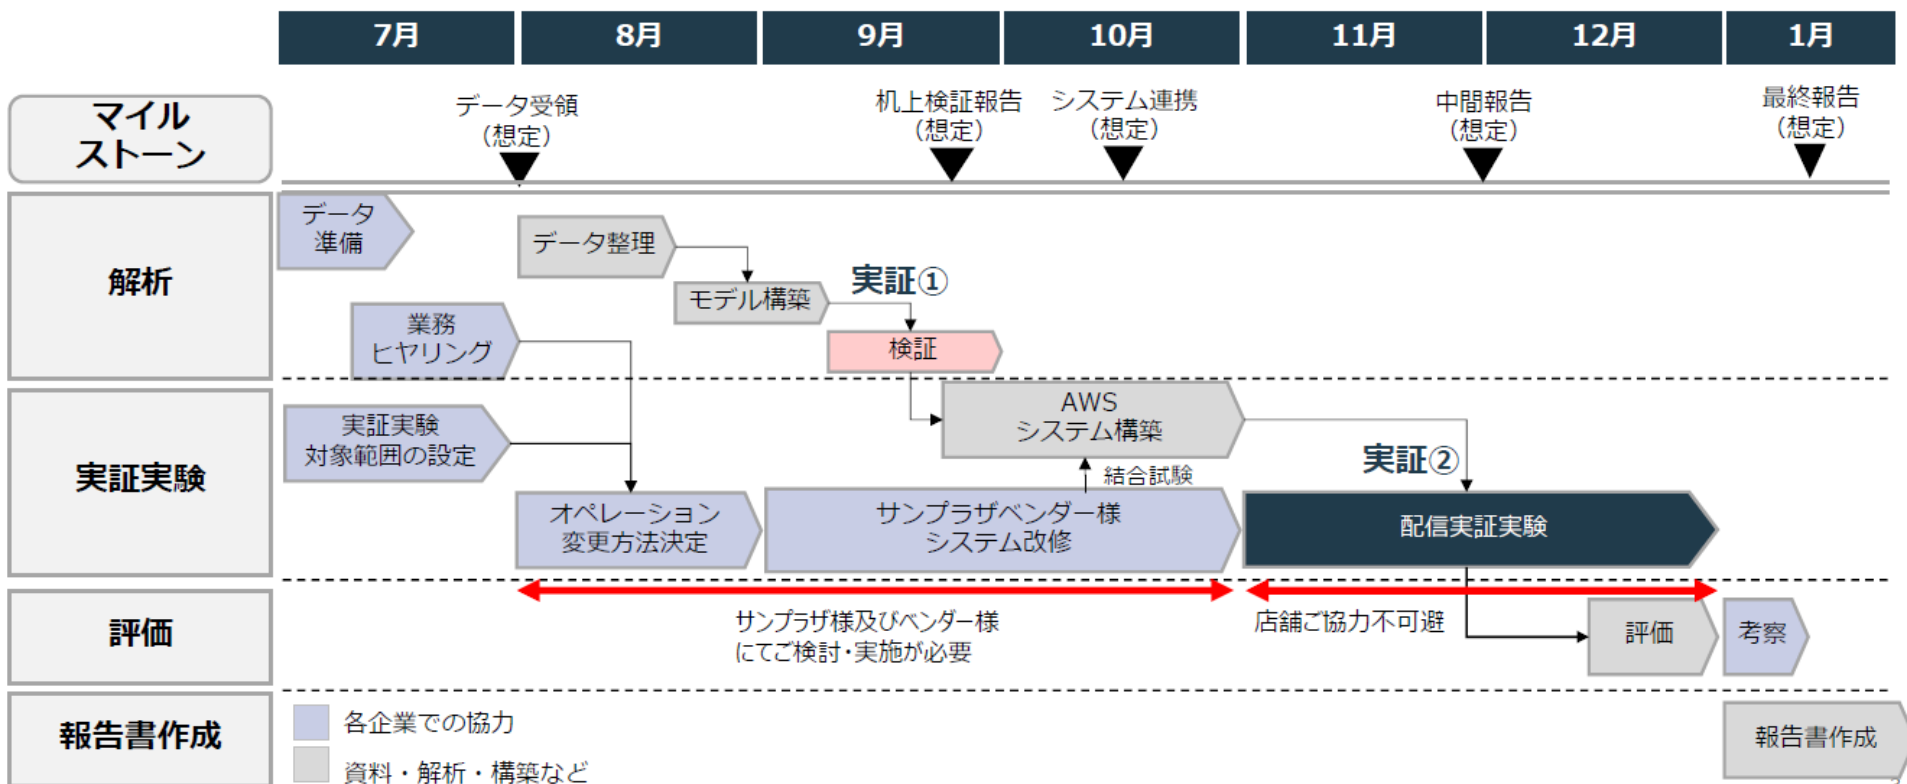 7月
8月
9月
10月
11月
12月
1月
マイル
ストーン
データ受領
(想定)
机上検証報告
(想定)
システム連携
(想定)
中間報告
(想定)
最終報告
(想定)
解析
データ
準備
データ整理
モデル構築
実証①
業務
ヒヤリング
検証
実証実験
実証実験
対象範囲の設定
AWS
システム構築
実証②
結合試験
オペレーション
変更方法決定
サンプラザベンダー様
システム改修
配信実証実験
評価
サンプラザ様及びベンダー様
にてご検討・実施が必要
店舗ご協力不可避
評価
考察
報告書作成
各企業での協力
資料・解析・構築など
報告書作成